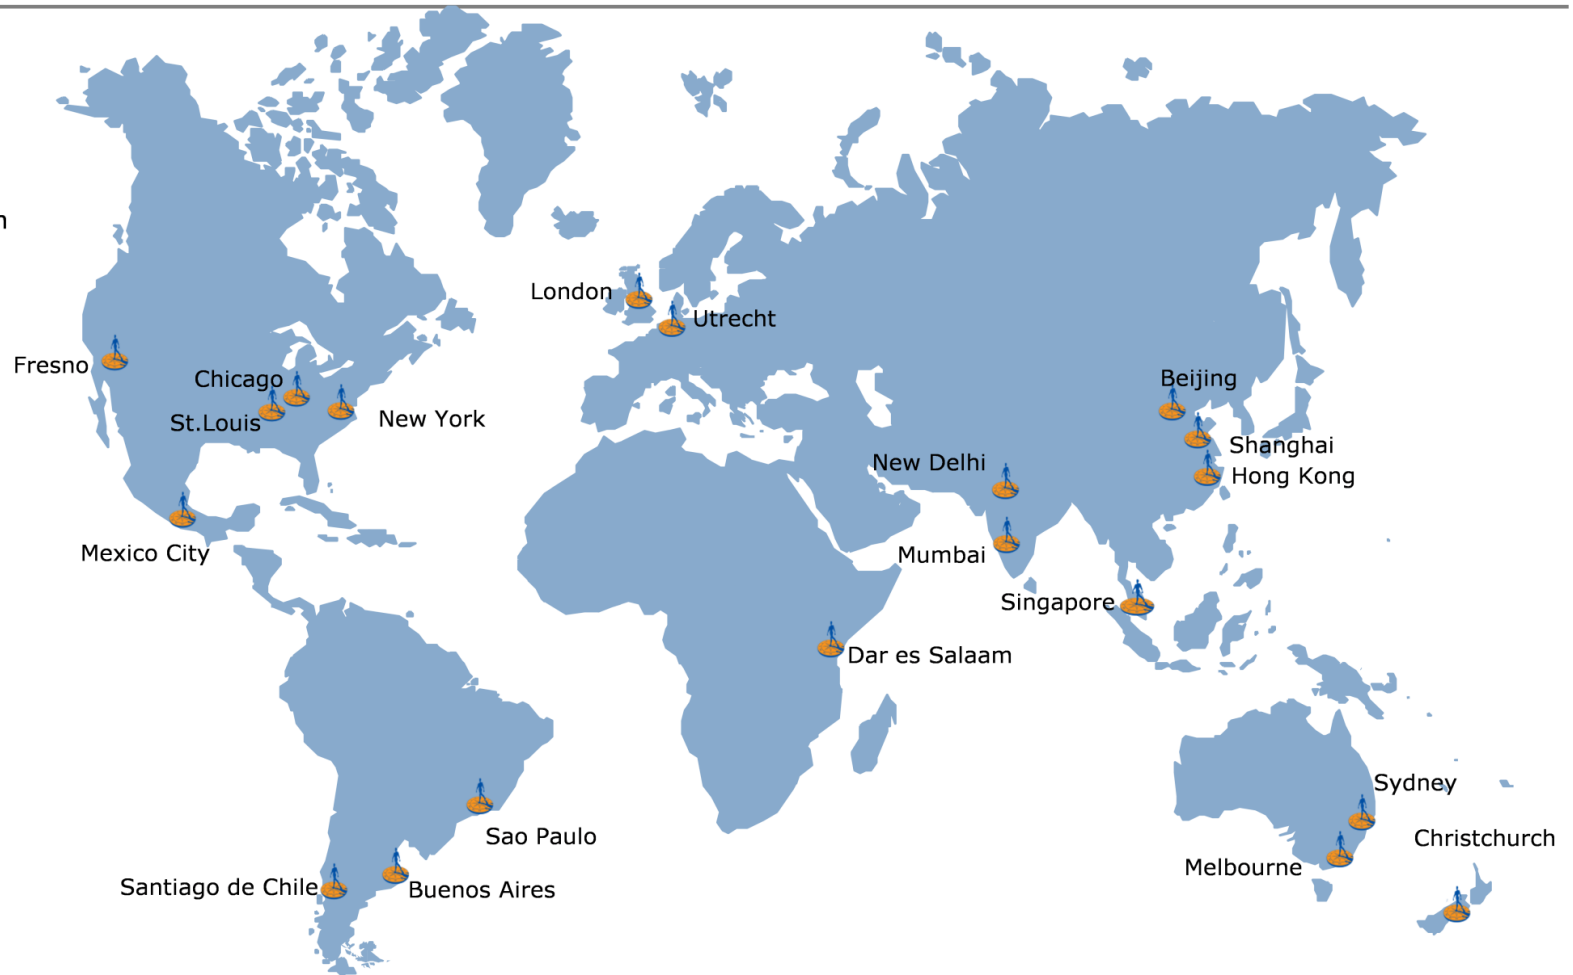 n
London
Utrecht
Fresno
Chicago
Beijing
St.Louis
New York
Shanghai
New Delhi
Hong Kong
Mexico City
Mumbai
Singapore
Dar es Salaam
Sydney
Sao Paulo
Christchurch
Melbourne
Santiago de Chile
Buenos Aires